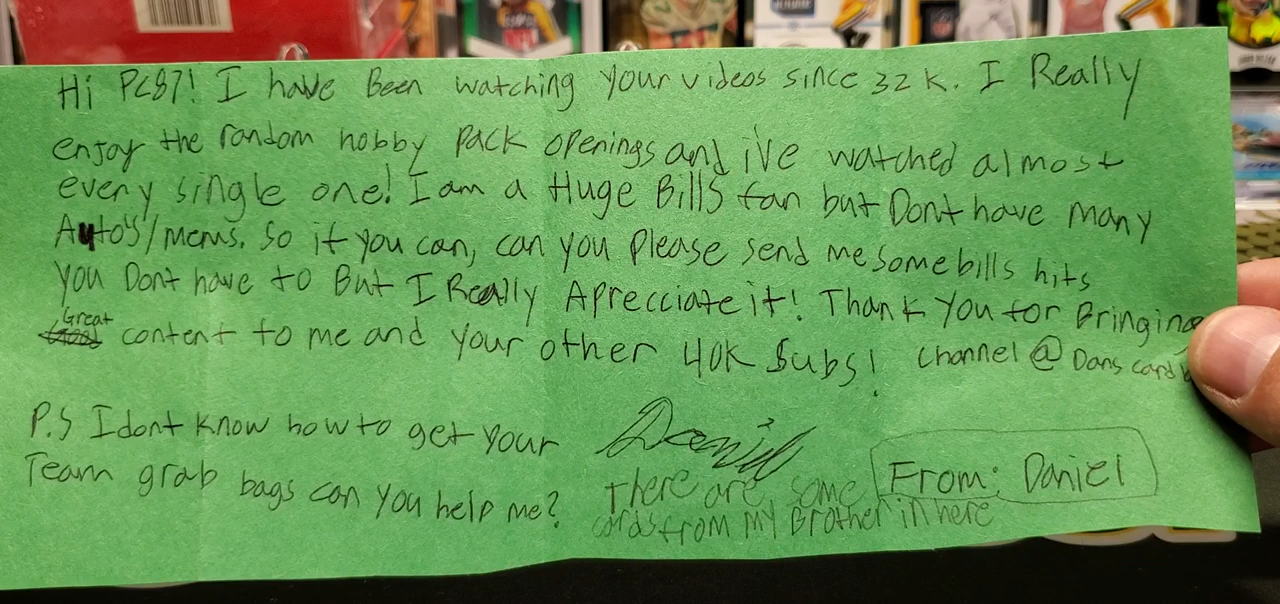 Hi PC87! I have Been watching your videos since 32K. I Really
enjoy the random hobby pack openings and i've watched almost
every single one! I am a Huge Bills fan but Dont have many
Auto's/mems. So if you can, can you Please send me some bills hits
you Dont have to But I Really Aprecciate it! Thank you for Bringing
Great content to me and your other 40K Subs! Channel @ Dans card
P.S I dont know how to get your
Team grab bags can you help me?
Daniel
From: Daniel
There are some
cards from my Brother in here